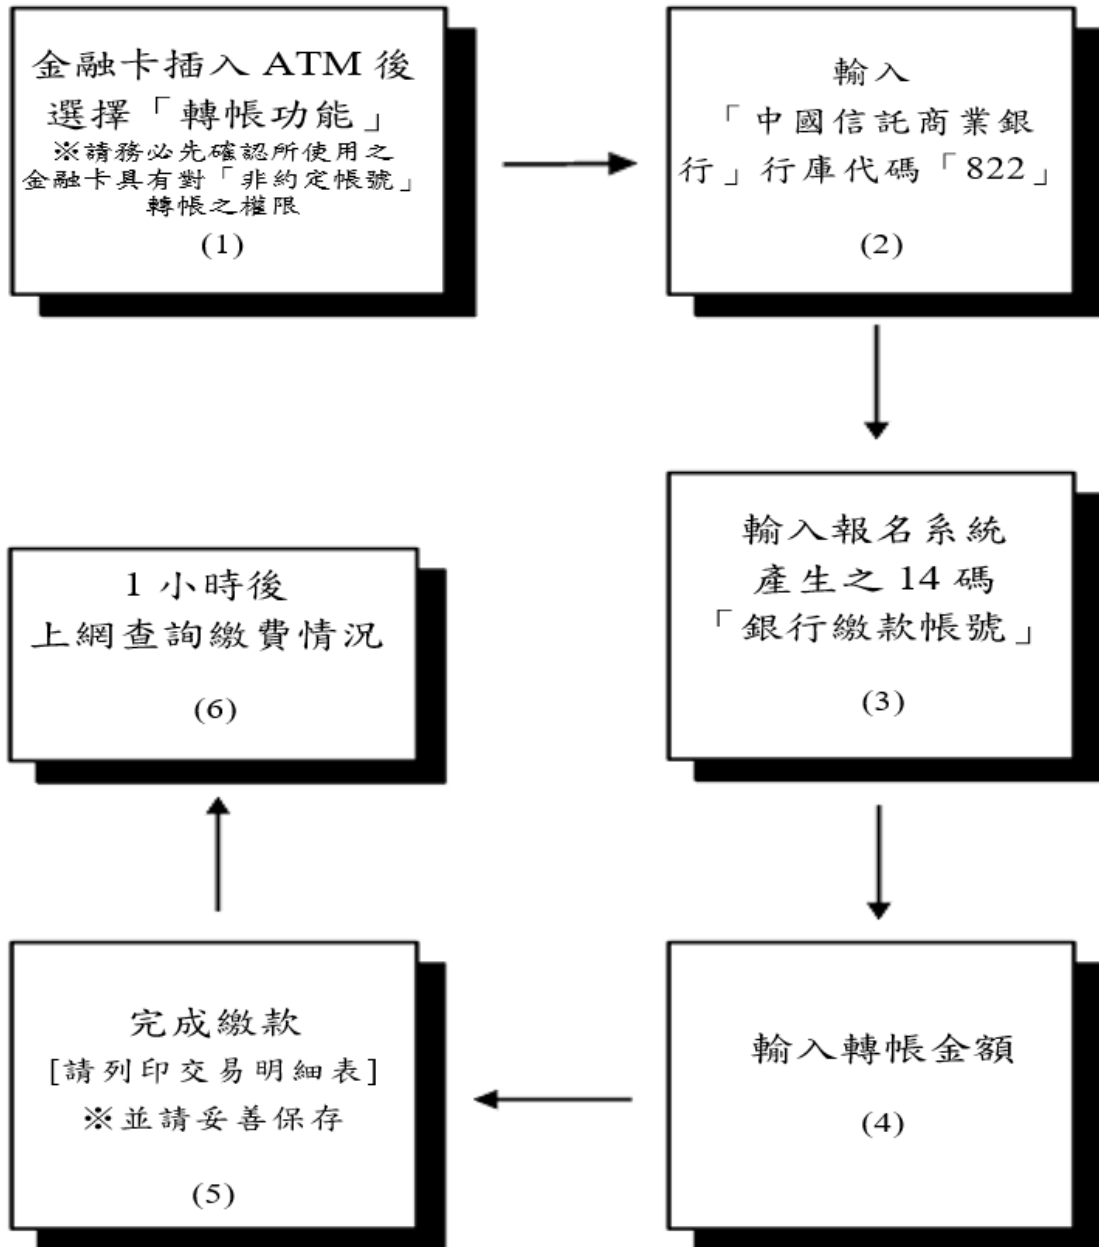 金融卡插入 ATM 後
選擇「轉帳功能」
※請務必先確認所使用之
金融卡具有對「非約定帳號」
轉帳之權限
(1)
輸入
「中國信託商業銀
行」行庫代碼「822」
(2)
輸入報名系統
產生之 14 碼
「銀行繳款帳號」
(3)
輸入轉帳金額
(4)
完成繳款
[請列印交易明細表]
※並請妥善保存
(5)
1 小時後
上網查詢繳費情況
(6)